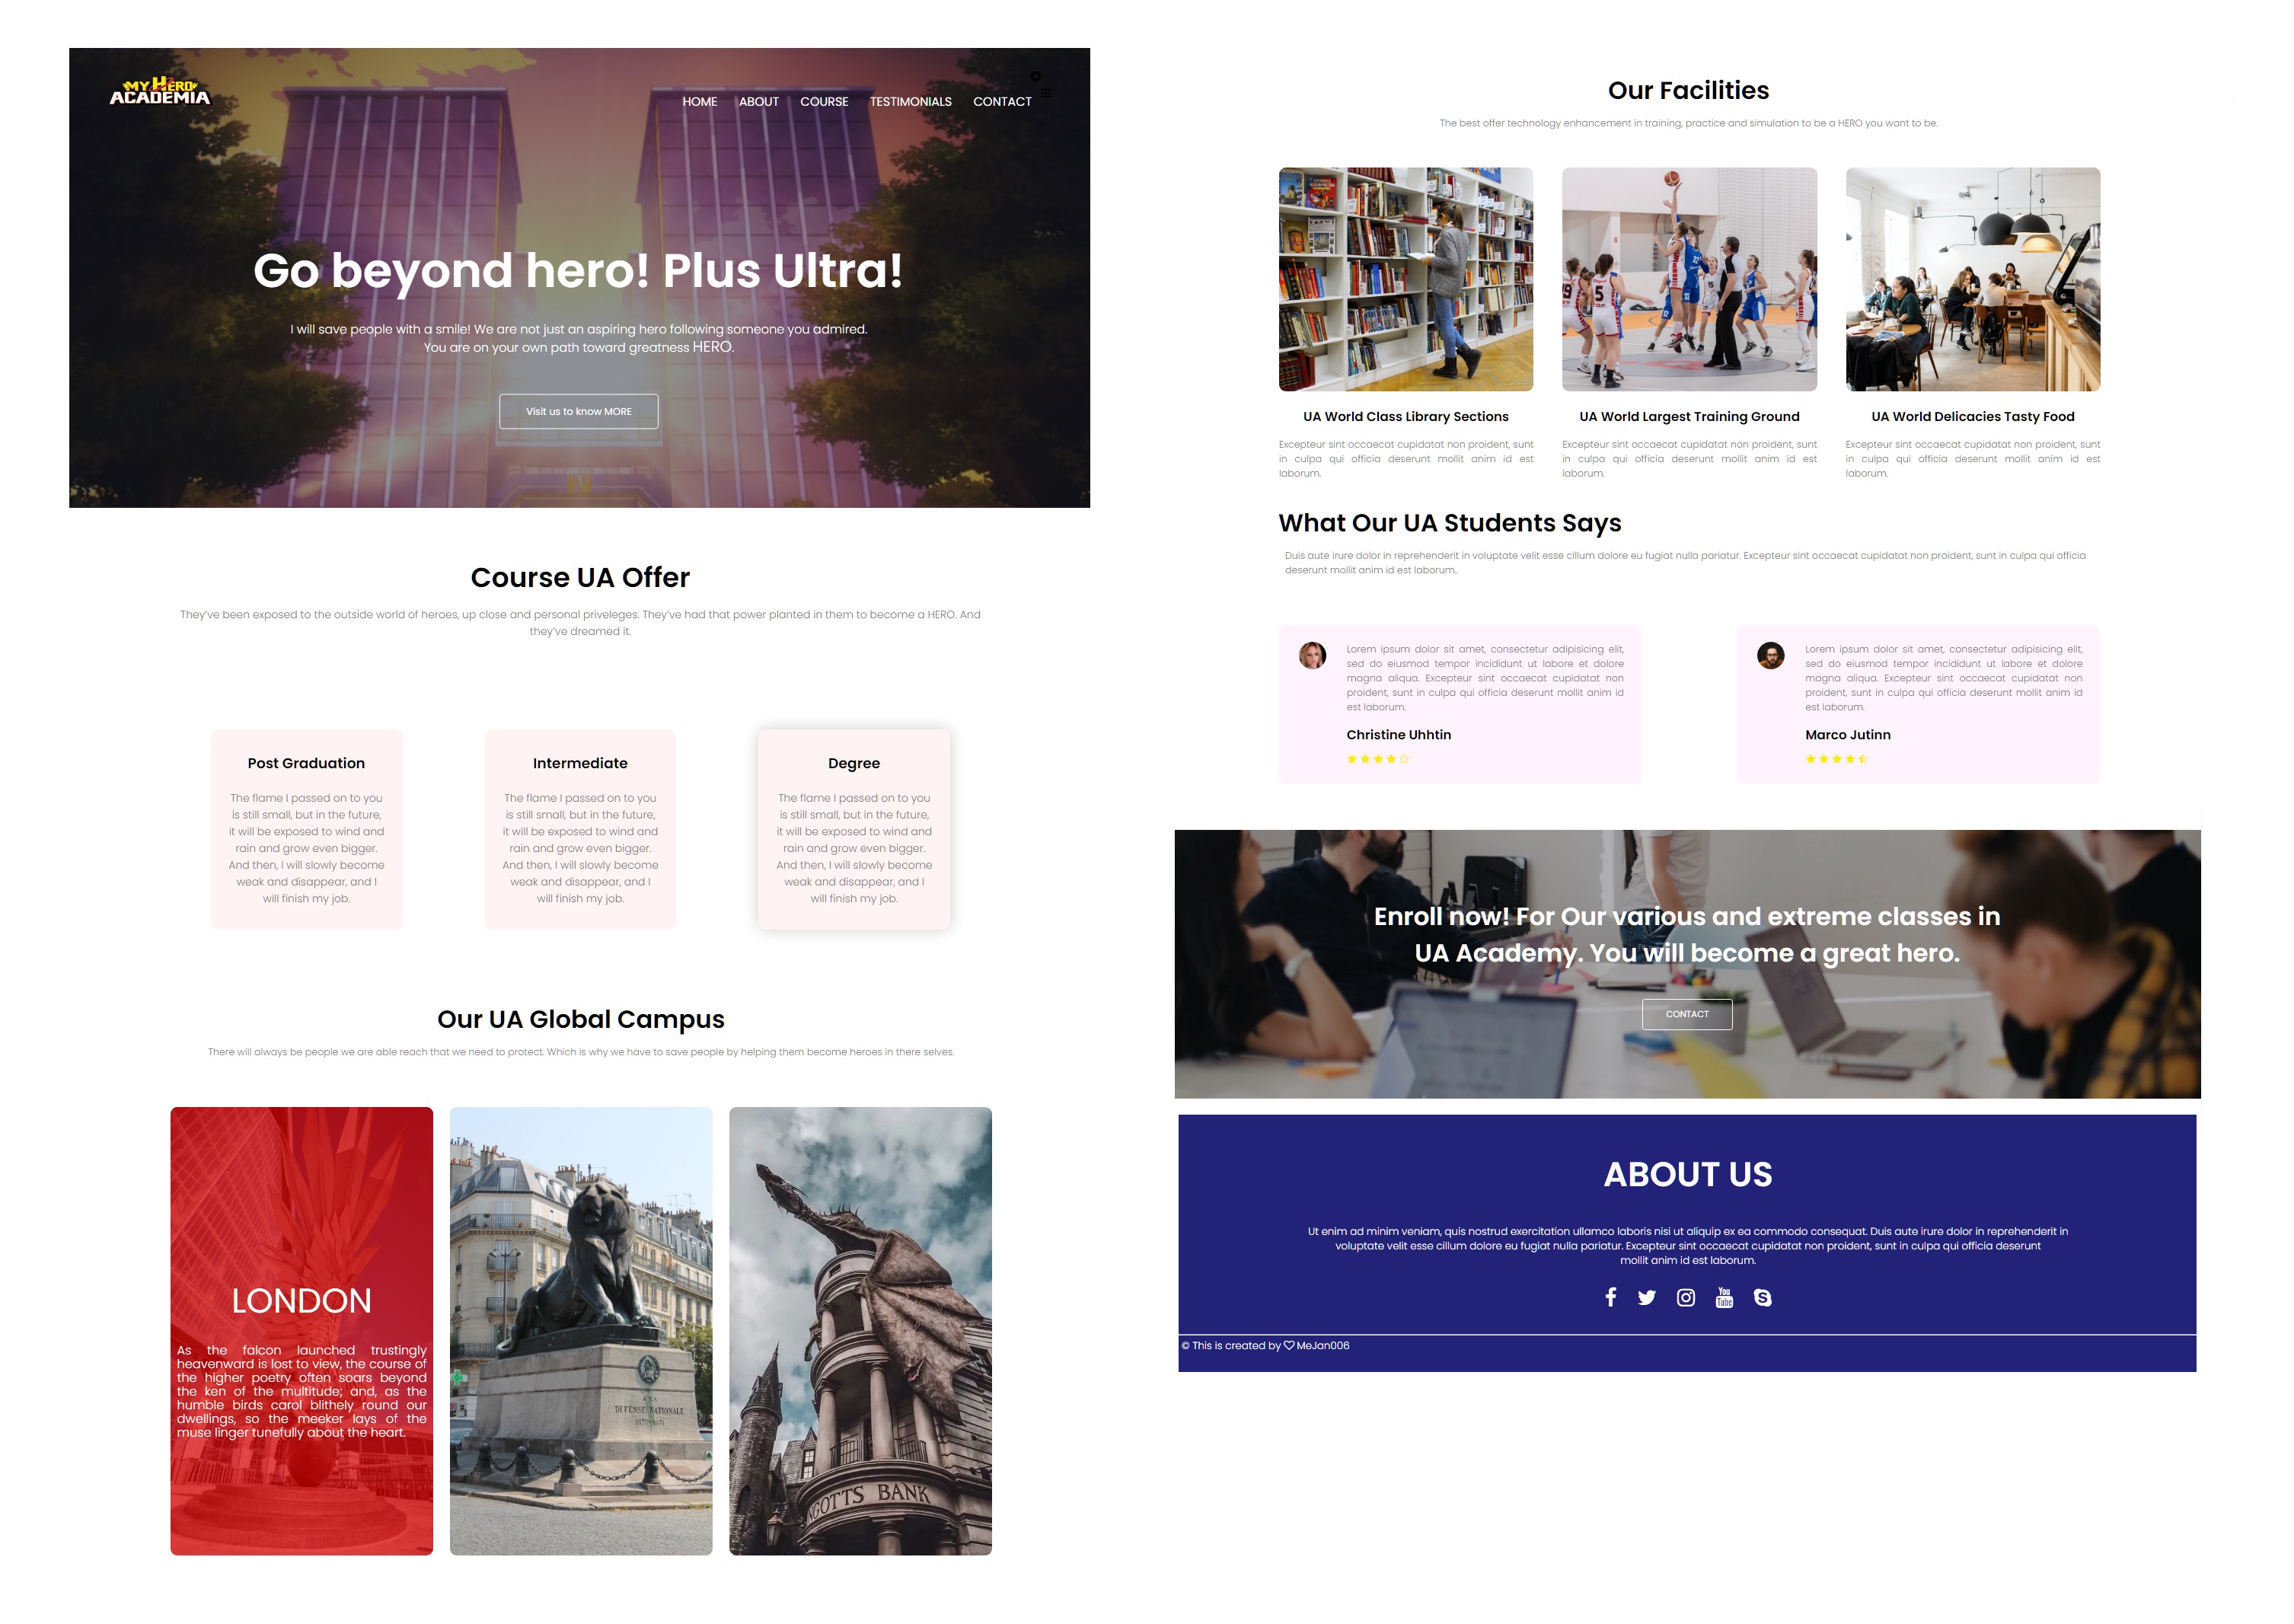 MY HERO
ACADEMIA
HOME ABOUT COURSE TESTIMONIALS CONTACT
Go beyond hero! Plus Ultra!
I will save people with a smile! We are not just an aspiring hero following someone you admired.
You are on your own path toward greatness HERO.
Visit us to know MORE
Course UA Offer
They've been exposed to the outside world of heroes, up close and personal priveleges. They've had that power planted in them to become a HERO. And
they've dreamed it.
Post Graduation
The flame I passed on to you
is still small, but in the future,
it will be exposed to wind and
rain and grow even bigger.
And then, I will slowly become
weak and disappear, and I
will finish my job.
Intermediate
The flame I passed on to you
is still small, but in the future,
it will be exposed to wind and
rain and grow even bigger.
And then, I will slowly become
weak and disappear, and I
will finish my job.
Degree
The flame I passed on to you
is still small, but in the future,
it will be exposed to wind and
rain and grow even bigger.
And then, I will slowly become
weak and disappear, and I
will finish my job.
Our UA Global Campus
There will always be people we are able reach that we need to protect. Which is why we have to save people by helping them become heroes in there selves.
LONDON
As the falcon launched trustingly
heavenward is lost to view, the course of
the higher poetry often soars beyond
the ken of the multitude; and, as the
humble birds carol blithely round our
dwellings, so the meeker lays of the
muse linger tunefully about the heart.
DEFENSE NATIONALE
1870-1871
GOTTS BANK
Our Facilities
The best offer technology enhancement in training, practice and simulation to be a HERO you want to be.
UA World Class Library Sections
Excepteur sint occaecat cupidatat non proident, sunt
in culpa qui officia deserunt mollit anim id est
laborum.
UA World Largest Training Ground
Excepteur sint occaecat cupidatat non proident, sunt
in culpa qui officia deserunt mollit anim id est
laborum.
UA World Delicacies Tasty Food
Excepteur sint occaecat cupidatat non proident, sunt
in culpa qui officia deserunt mollit anim id est
laborum.
What Our UA Students Says
Duis aute irure dolor in reprehenderit in voluptate velit esse cillum dolore eu fugiat nulla pariatur. Excepteur sint occaecat cupidatat non proident, sunt in culpa qui officia
deserunt mollit anim id est laborum..
Lorem ipsum dolor sit amet, consectetur adipisicing elit,
sed do eiusmod tempor incididunt ut labore et dolore
magna aliqua. Excepteur sint occaecat cupidatat non
proident, sunt in culpa qui officia deserunt mollit anim id
est laborum.
Christine Uhhtin
Lorem ipsum dolor sit amet, consectetur adipisicing elit,
sed do eiusmod tempor incididunt ut labore et dolore
magna aliqua. Excepteur sint occaecat cupidatat non
proident, sunt in culpa qui officia deserunt mollit anim id
est laborum.
Marco Jutinn
Enroll now! For Our various and extreme classes in
UA Academy. You will become a great hero.
CONTACT
ABOUT US
Ut enim ad minim veniam, quis nostrud exercitation ullamco laboris nisi ut aliquip ex ea commodo consequat. Duis aute irure dolor in reprehenderit in
voluptate velit esse cillum dolore eu fugiat nulla pariatur. Excepteur sint occaecat cupidatat non proident, sunt in culpa qui officia deserunt
mollit anim id est laborum.
You Tube
© This is created by ♡ MeJan006